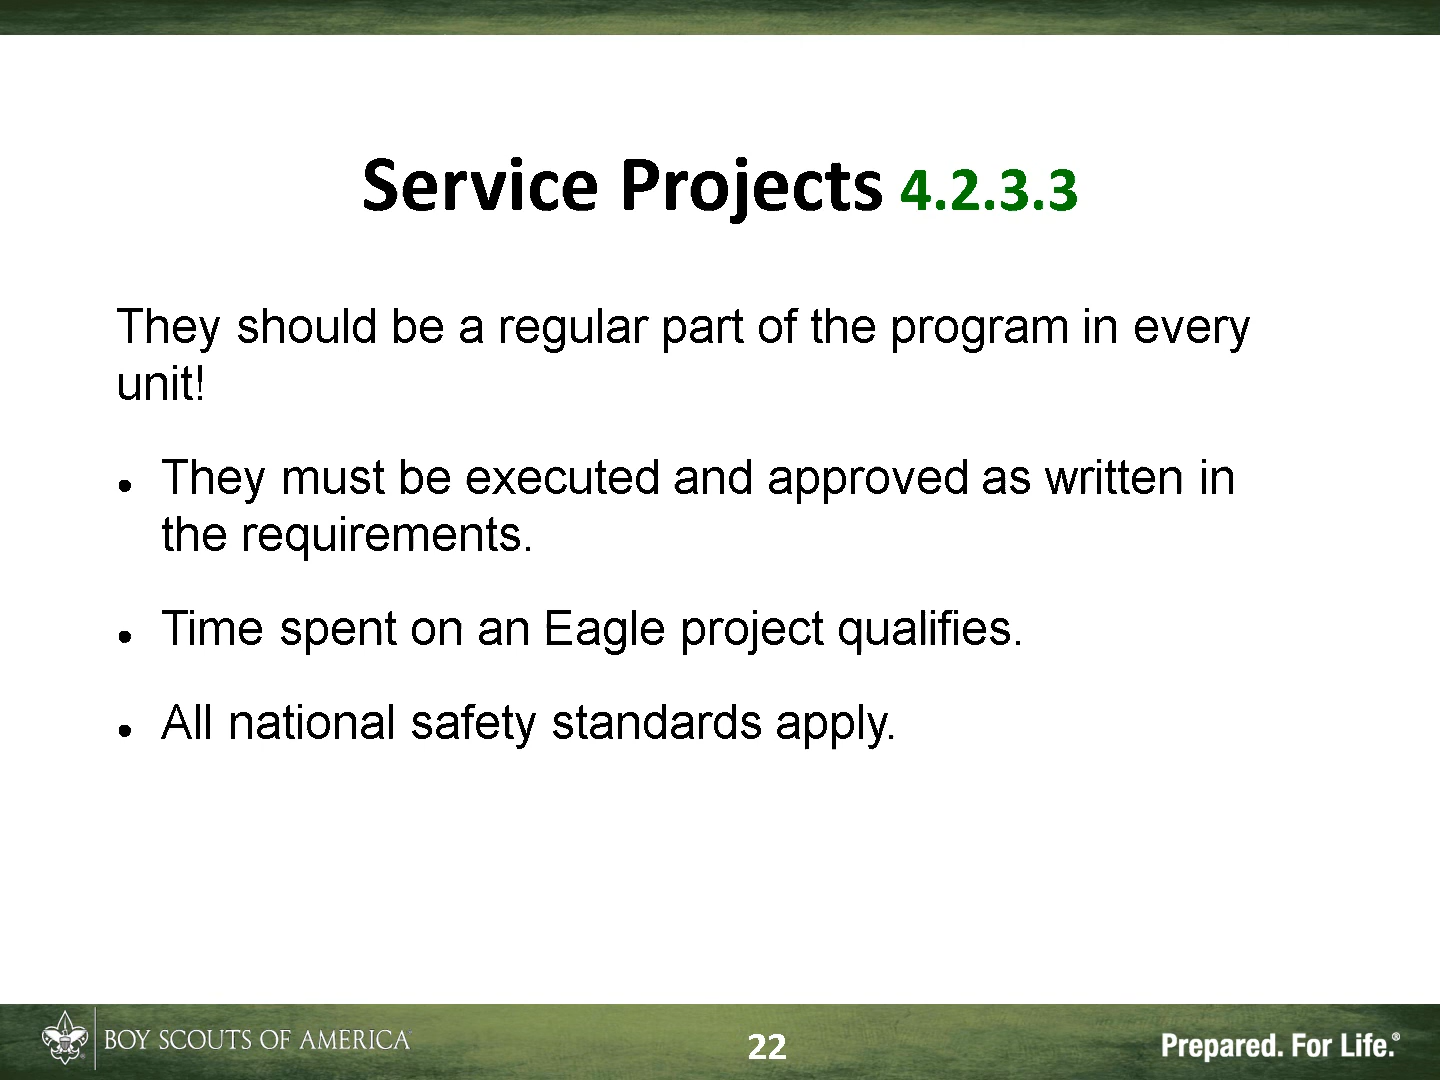 Service Projects 4.2.3.3
They should be a regular part of the program in every
unit!
● They must be executed and approved as written in
the requirements.
● Time spent on an Eagle project qualifies.
● All national safety standards apply.
BOY SCOUTS OF AMERICA
22
Prepared. For Life.®